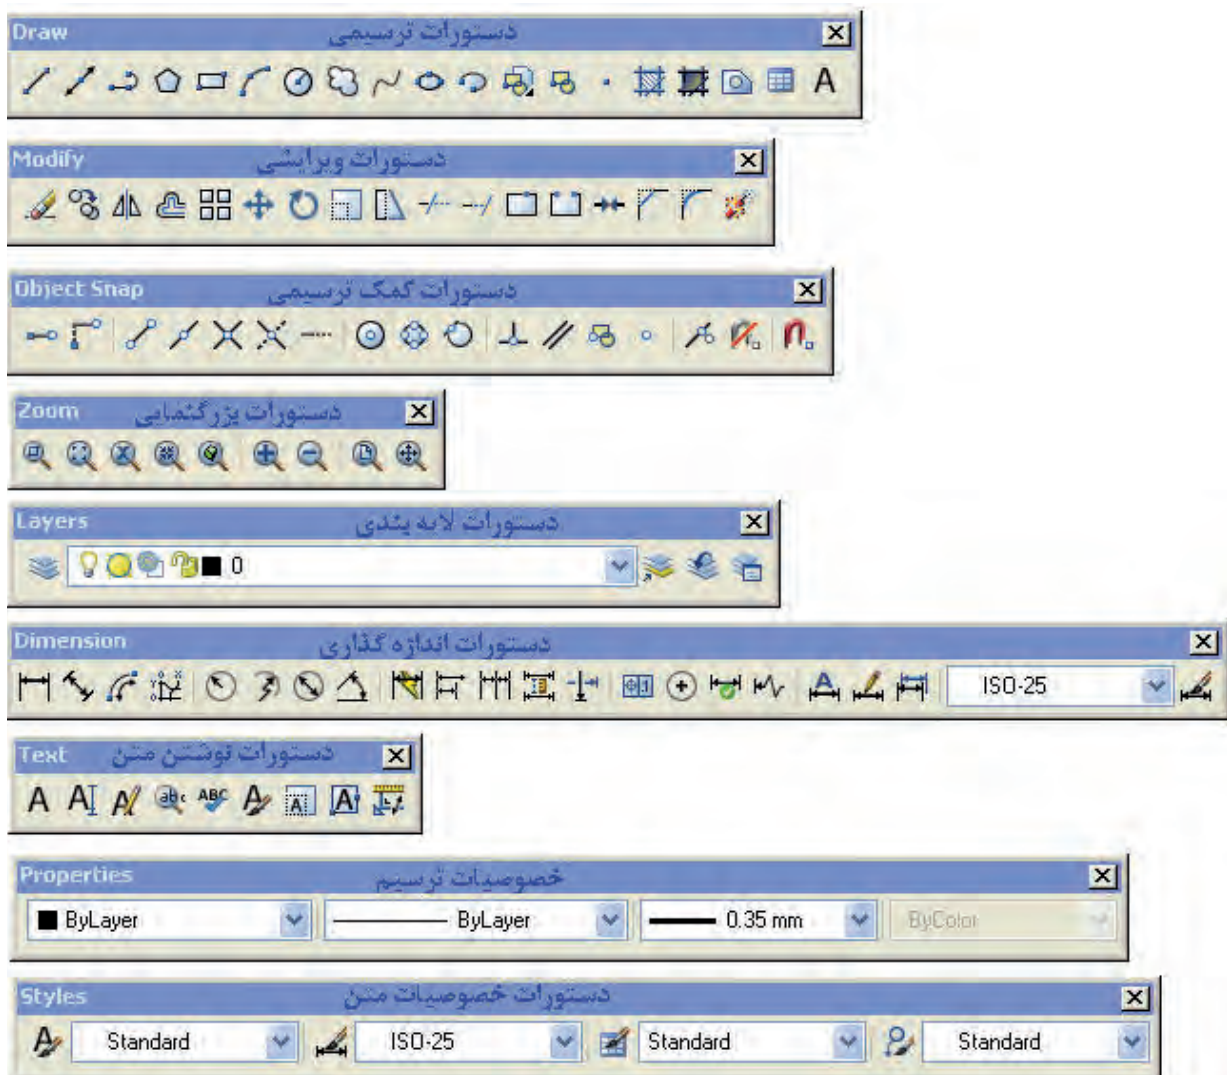 Draw دستورات ترسیمی
A
Modify دستورات ویرایشی
Object Snap دستورات کمک ترسیمی
Zoom دستورات بزرگنمایی
Layers دستورات لایه بندی
0
Dimension دستورات اندازه گذاری
ISO-25
Text دستورات نوشتن متن
A A A abc ABC A A A
Properties خصوصیات ترسیم
ByLayer ByLayer 0.35 mm ByColor
Styles دستورات خصوصیات متن
A Standard ISO-25 Standard Standard